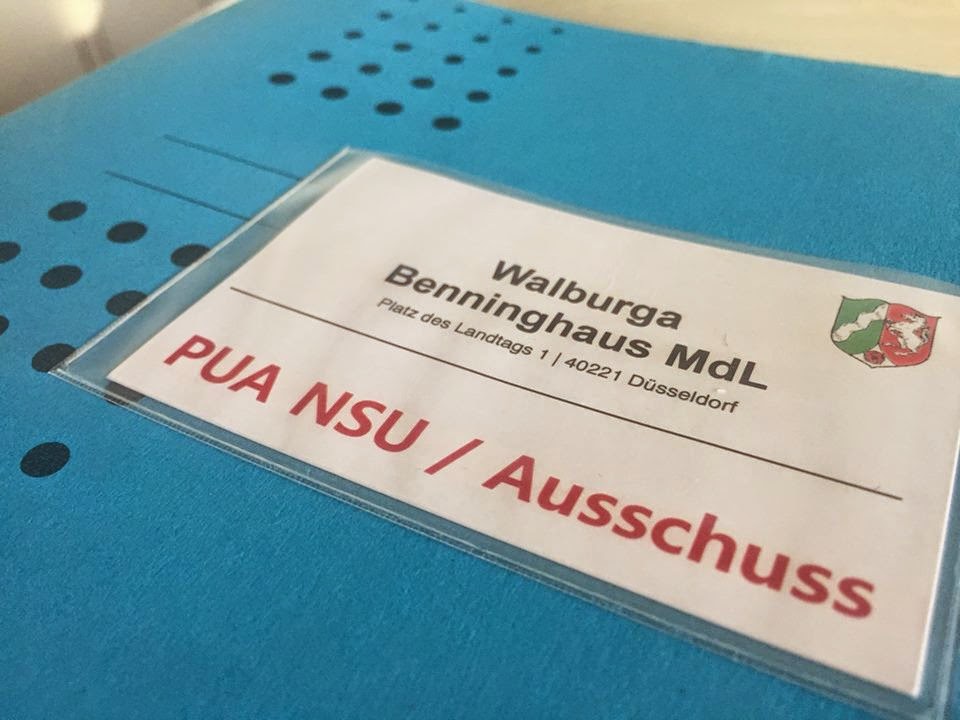 Walburga
Benninghaus MdL
Platz des Landtags 1 | 40221 Düsseldorf
PUA NSU / Ausschuss